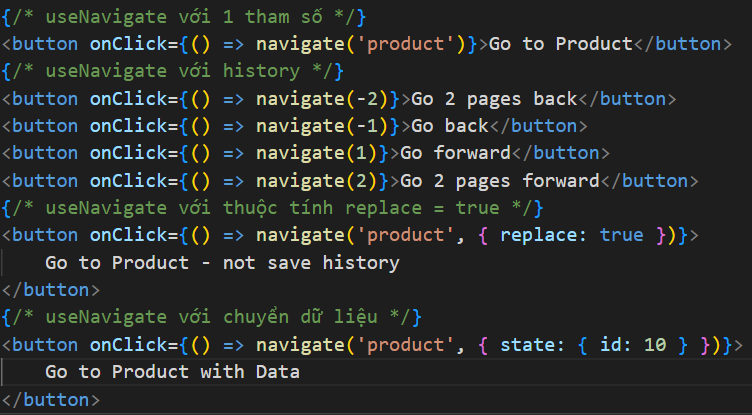 {/* useNavigate với 1 tham số */}
<button onClick={() => navigate('product')}>Go to Product</button>
{/* useNavigate với history */}
<button onClick={() => navigate(-2)}>Go 2 pages back</button>
<button onClick={() => navigate(-1)}>Go back</button>
<button onClick={() => navigate(1)}>Go forward</button>
<button onClick={() => navigate(2)}>Go 2 pages forward</button>
{/* useNavigate với thuộc tính replace = true */}
<button onClick={() => navigate('product', { replace: true })}>
    Go to Product - not save history
</button>
{/* useNavigate với chuyển dữ liệu */}
<button onClick={() => navigate('product', { state: { id: 10 } })}>
    Go to Product with Data
</button>